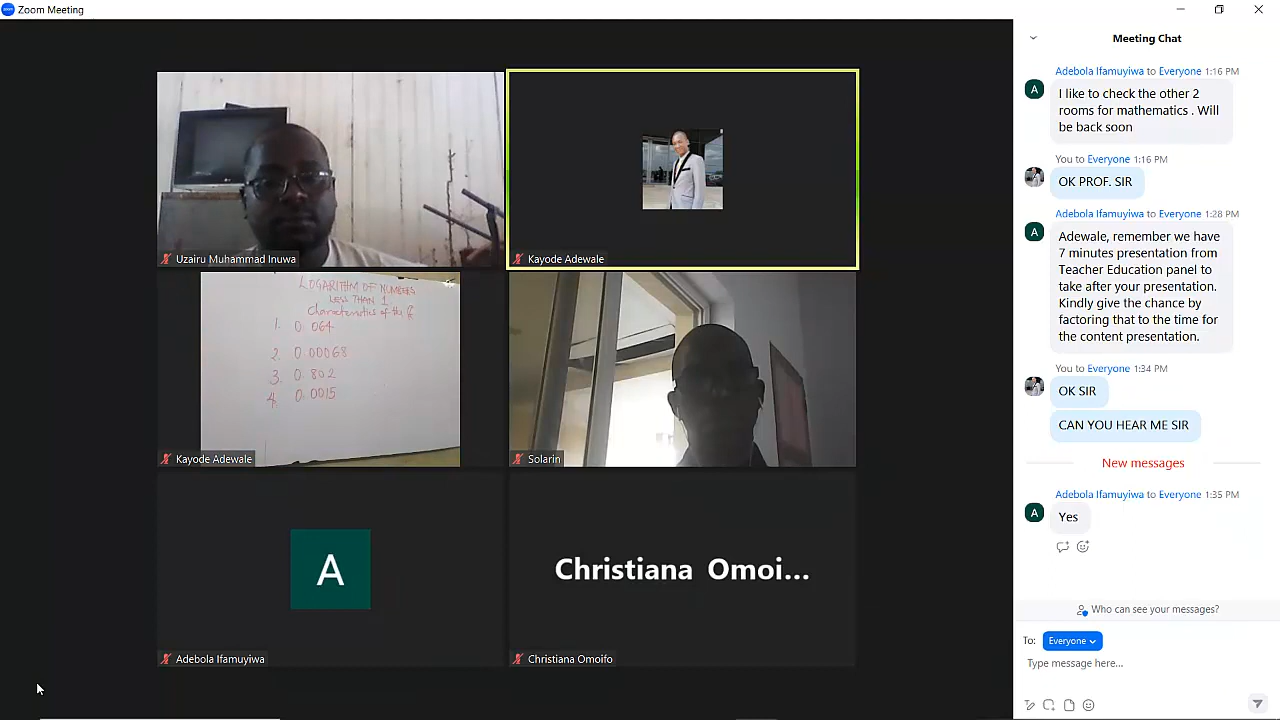 Zoom Meeting
Uzairu Muhammad Inuwa
Kayode Adewale
LOGARITHM OF NUMBERS
LESS THAN 1
Characteristics of the ff
1. 0.064
2. 0.00068
3. 0.802
4. 0.0015
Kayode Adewale
Solarin
A
Adebola Ifamuyiwa
Christiana Omoi...
Christiana Omoifo
Meeting Chat
Adebola Ifamuyiwa to Everyone 1:16 PM
A
I like to check the other 2
rooms for mathematics . Will
be back soon
You to Everyone 1:16 PM
OK PROF. SIR
Adebola Ifamuyiwa to Everyone 1:28 PM
A
Adewale, remember we have
7 minutes presentation from
Teacher Education panel to
take after your presentation.
Kindly give the chance by
factoring that to the time for
the content presentation.
You to Everyone 1:34 PM
OK SIR
CAN YOU HEAR ME SIR
New messages
Adebola Ifamuyiwa to Everyone 1:35 PM
A
Yes
Who can see your messages?
To: Everyone
Type message here...